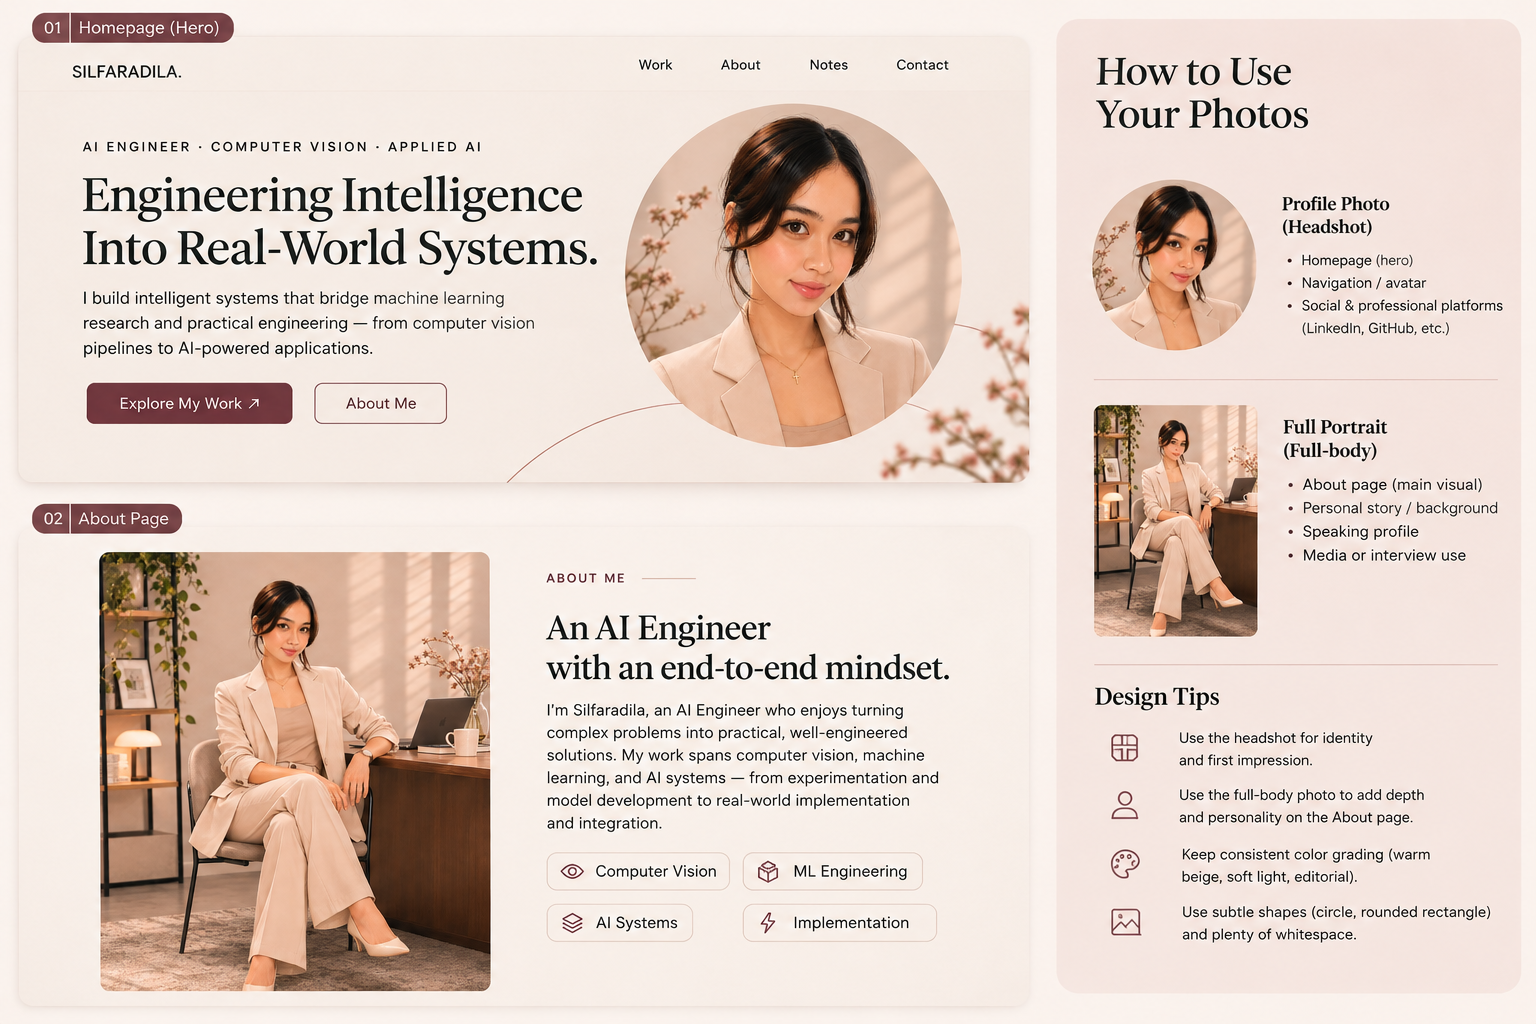 01 Homepage (Hero)
SILFARADILA.
Work About Notes Contact
AI ENGINEER · COMPUTER VISION · APPLIED AI
Engineering Intelligence
Into Real-World Systems.
I build intelligent systems that bridge machine learning
research and practical engineering — from computer vision
pipelines to AI-powered applications.
Explore My Work ↗ About Me
02 About Page
ABOUT ME
An AI Engineer
with an end-to-end mindset.
I'm Silfaradila, an AI Engineer who enjoys turning
complex problems into practical, well-engineered
solutions. My work spans computer vision, machine
learning, and AI systems — from experimentation and
model development to real-world implementation
and integration.
Computer Vision ML Engineering
AI Systems Implementation
How to Use
Your Photos
Profile Photo
(Headshot)
• Homepage (hero)
• Navigation / avatar
• Social & professional platforms
(LinkedIn, GitHub, etc.)
Full Portrait
(Full-body)
• About page (main visual)
• Personal story / background
• Speaking profile
• Media or interview use
Design Tips
Use the headshot for identity
and first impression.
Use the full-body photo to add depth
and personality on the About page.
Keep consistent color grading (warm
beige, soft light, editorial).
Use subtle shapes (circle, rounded rectangle)
and plenty of whitespace.